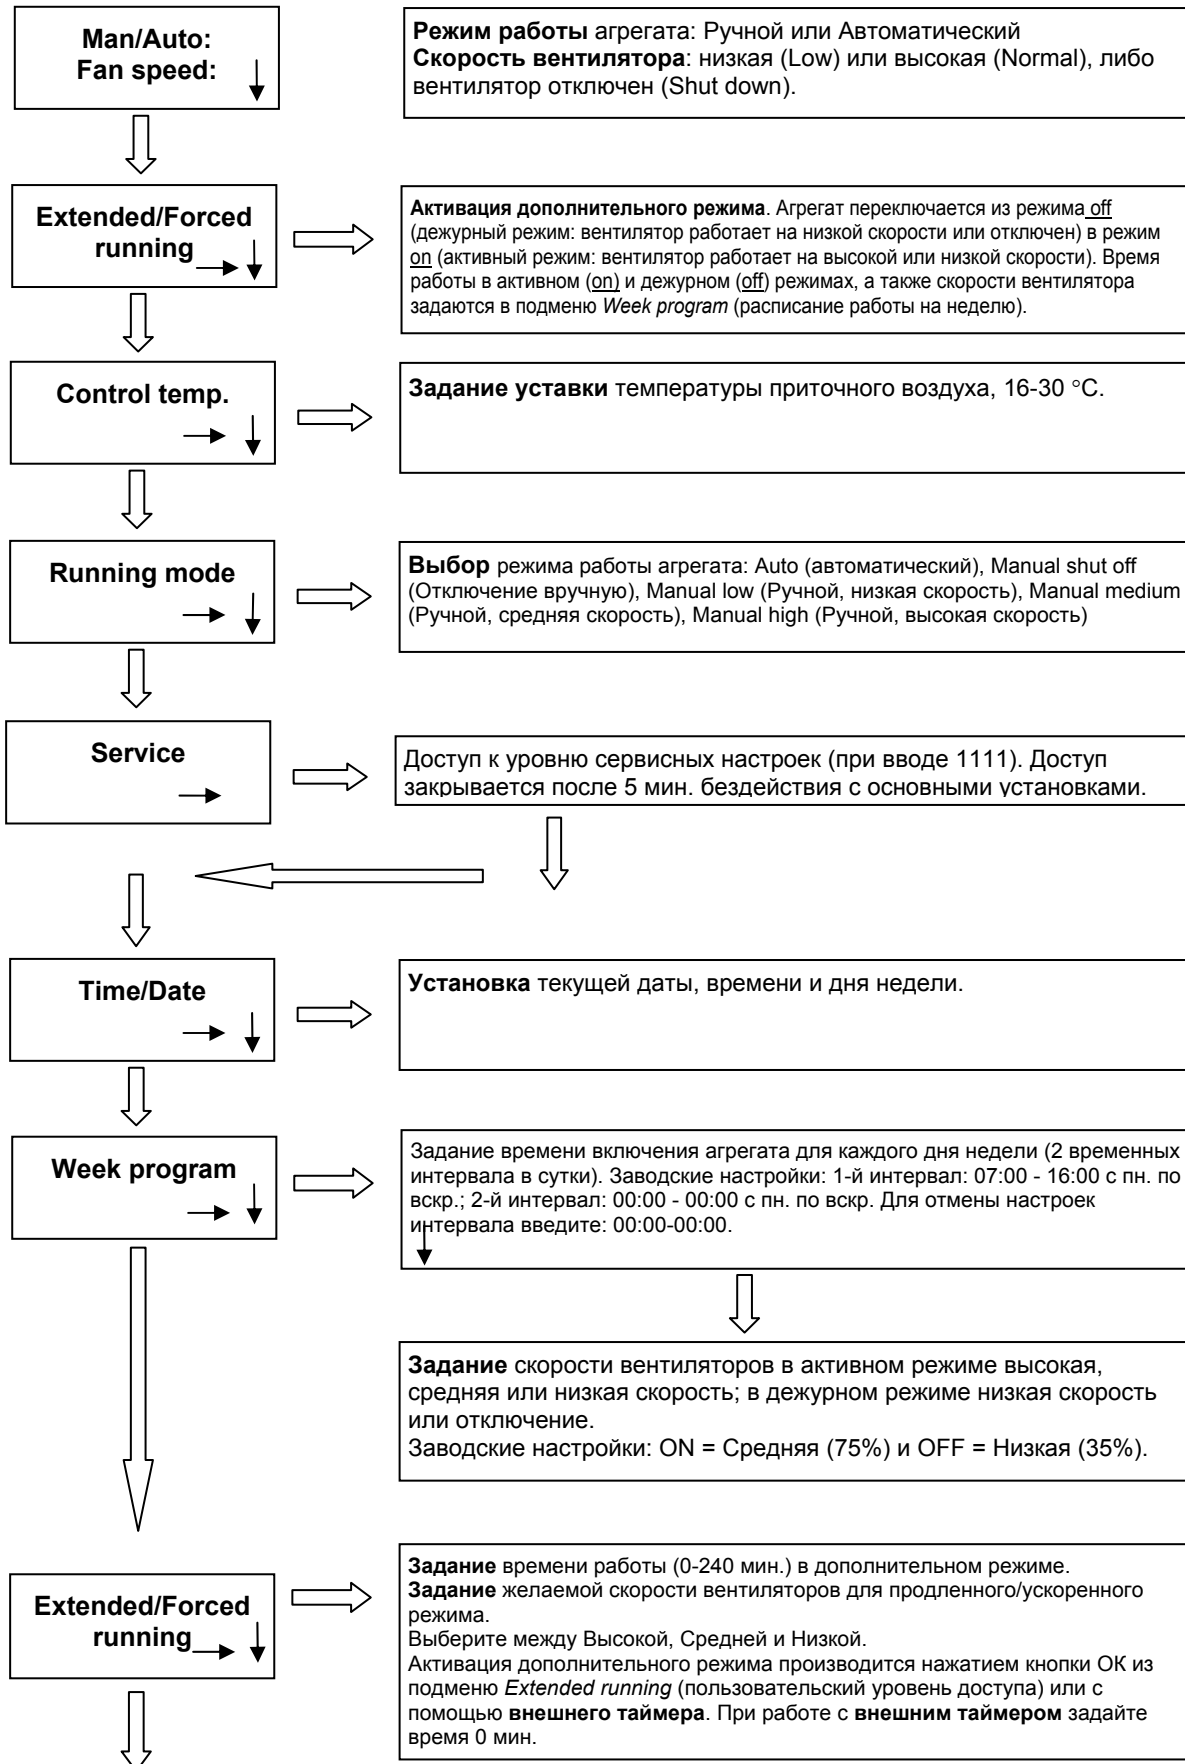 Man/Auto:
Fan speed:
Режим работы агрегата: Ручной или Автоматический
Скорость вентилятора: низкая (Low) или высокая (Normal), либо
вентилятор отключен (Shut down).
Extended/Forced
running
Активация дополнительного режима. Агрегат переключается из режима off
(дежурный режим: вентилятор работает на низкой скорости или отключен) в режим
on (активный режим: вентилятор работает на высокой или низкой скорости). Время
работы в активном (on) и дежурном (off) режимах, а также скорости вентилятора
задаются в подменю Week program (расписание работы на неделю).
Control temp.
Задание уставки температуры приточного воздуха, 16-30 °C.
Running mode
Выбор режима работы агрегата: Auto (автоматический), Manual shut off
(Отключение вручную), Manual low (Ручной, низкая скорость), Manual medium
(Ручной, средняя скорость), Manual high (Ручной, высокая скорость)
Service
Доступ к уровню сервисных настроек (при вводе 1111). Доступ
закрывается после 5 мин. бездействия с основными установками.
Time/Date
Установка текущей даты, времени и дня недели.
Week program
Задание времени включения агрегата для каждого дня недели (2 временных
интервала в сутки). Заводские настройки: 1-й интервал: 07:00 - 16:00 с пн. по
вскр.; 2-й интервал: 00:00 - 00:00 с пн. по вскр. Для отмены настроек
интервала введите: 00:00-00:00.
Задание скорости вентиляторов в активном режиме высокая,
средняя или низкая скорость; в дежурном режиме низкая скорость
или отключение.
Заводские настройки: ON = Средняя (75%) и OFF = Низкая (35%).
Extended/Forced
running
Задание времени работы (0-240 мин.) в дополнительном режиме.
Задание желаемой скорости вентиляторов для продленного/ускоренного
режима.
Выберите между Высокой, Средней и Низкой.
Активация дополнительного режима производится нажатием кнопки ОК из
подменю Extended running (пользовательский уровень доступа) или с
помощью внешнего таймера. При работе с внешним таймером задайте
время 0 мин.